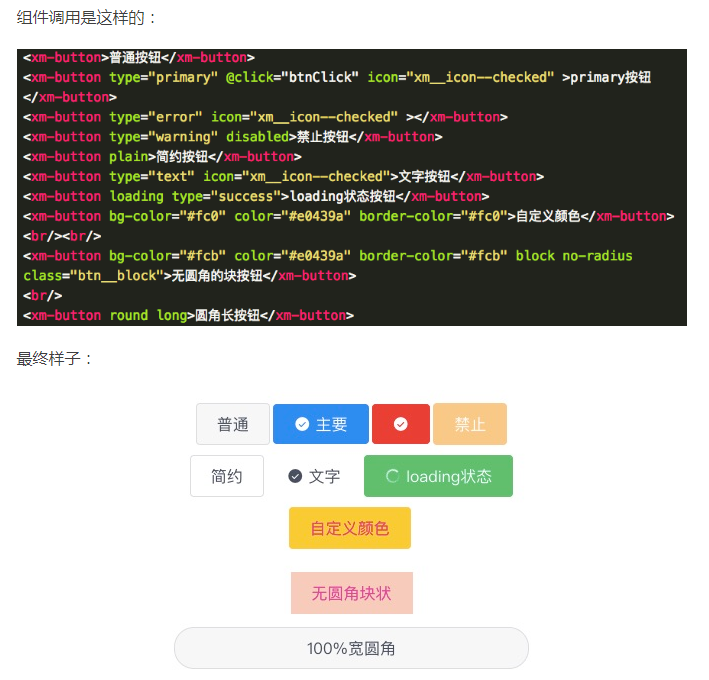 组件调用是这样的：
<xm-button>普通按钮</xm-button>
<xm-button type="primary" @click="btnClick" icon="xm__icon--checked" >primary按钮
</xm-button>
<xm-button type="error" icon="xm__icon--checked" ></xm-button>
<xm-button type="warning" disabled>禁止按钮</xm-button>
<xm-button plain>简约按钮</xm-button>
<xm-button type="text" icon="xm__icon--checked">文字按钮</xm-button>
<xm-button loading type="success">loading状态按钮</xm-button>
<xm-button bg-color="#fc0" color="#e0439a" border-color="#fc0">自定义颜色</xm-button>
<br/><br/>
<xm-button bg-color="#fcb" color="#e0439a" border-color="#fcb" block no-radius
class="btn__block">无圆角的块按钮</xm-button>
<br/>
<xm-button round long>圆角长按钮</xm-button>
最终样子：
普通 主要 禁止
简约 文字 loading状态
自定义颜色
无圆角块状
100%宽圆角